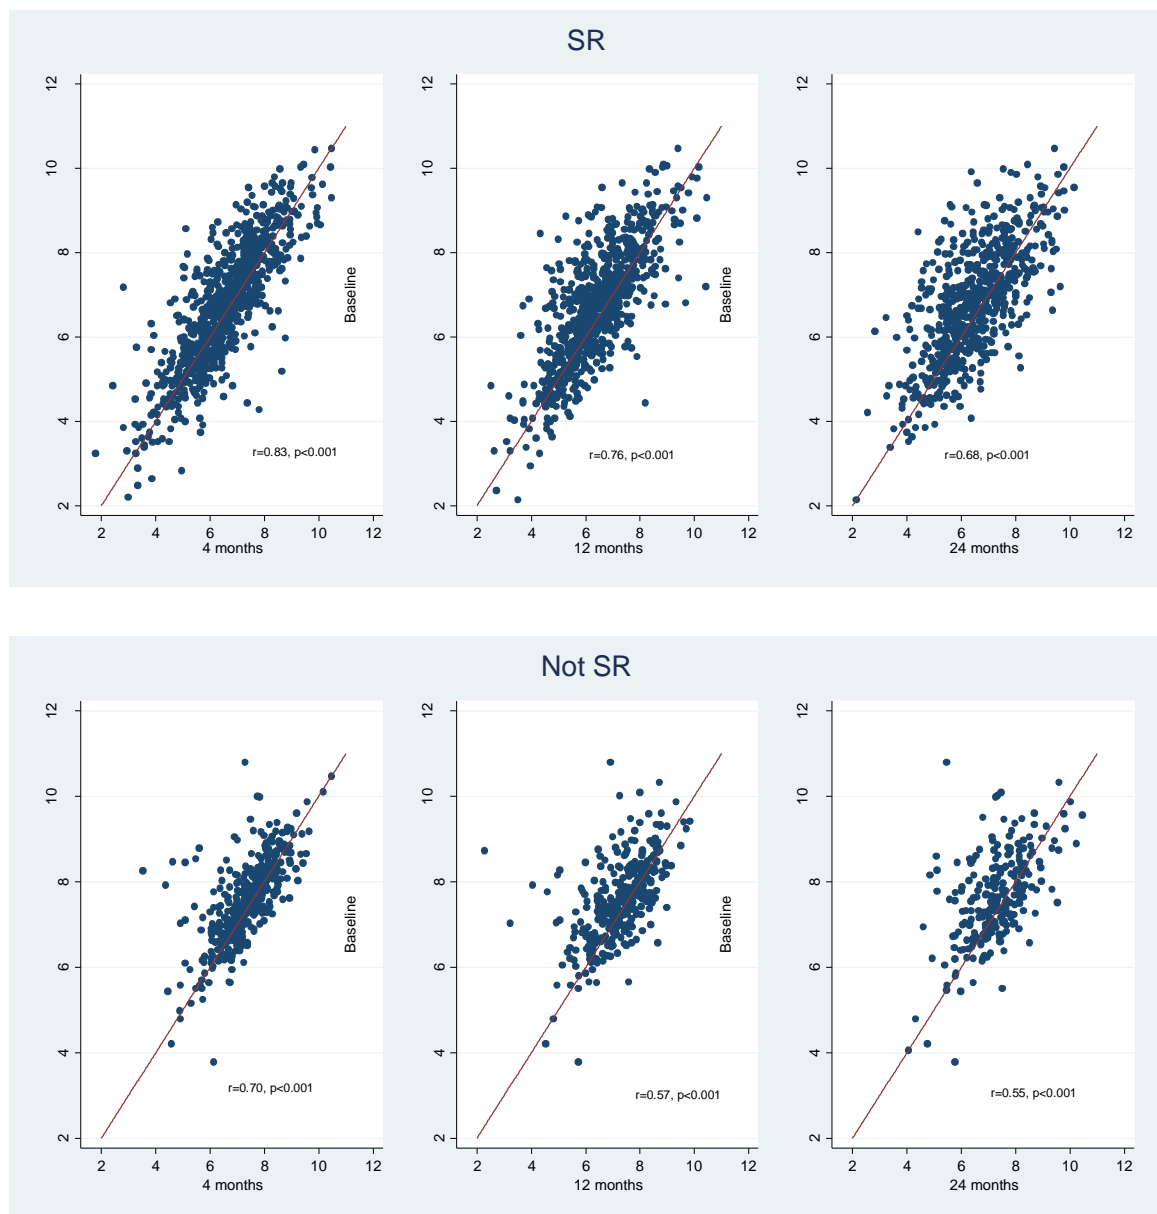 SR
12
10
8
6
4
2
r=0.83, p<0.001
2 4 6 8 10 12
4 months
Baseline
12
10
8
6
4
2
r=0.76, p<0.001
2 4 6 8 10 12
12 months
Baseline
12
10
8
6
4
2
r=0.68, p<0.001
2 4 6 8 10 12
24 months
Not SR
12
10
8
6
4
2
r=0.70, p<0.001
2 4 6 8 10 12
4 months
Baseline
12
10
8
6
4
2
r=0.57, p<0.001
2 4 6 8 10 12
12 months
Baseline
12
10
8
6
4
2
r=0.55, p<0.001
2 4 6 8 10 12
24 months